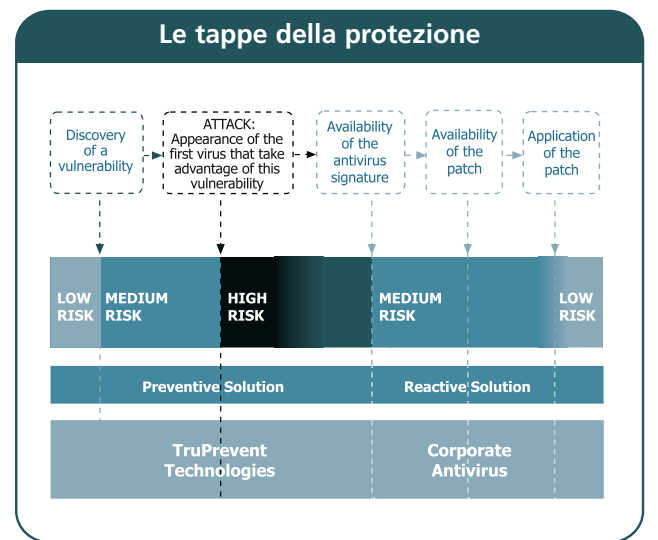 Le tappe della protezione
Discovery
of a
vulnerability
ATTACK:
Appearance of the
first virus that take
advantage of this
vulnerability
Availability
of the
antivirus
signature
Availability
of the
patch
Application
of the
patch
LOW
RISK
MEDIUM
RISK
HIGH
RISK
MEDIUM
RISK
LOW
RISK
Preventive Solution
Reactive Solution
TruPrevent
Technologies
Corporate
Antivirus